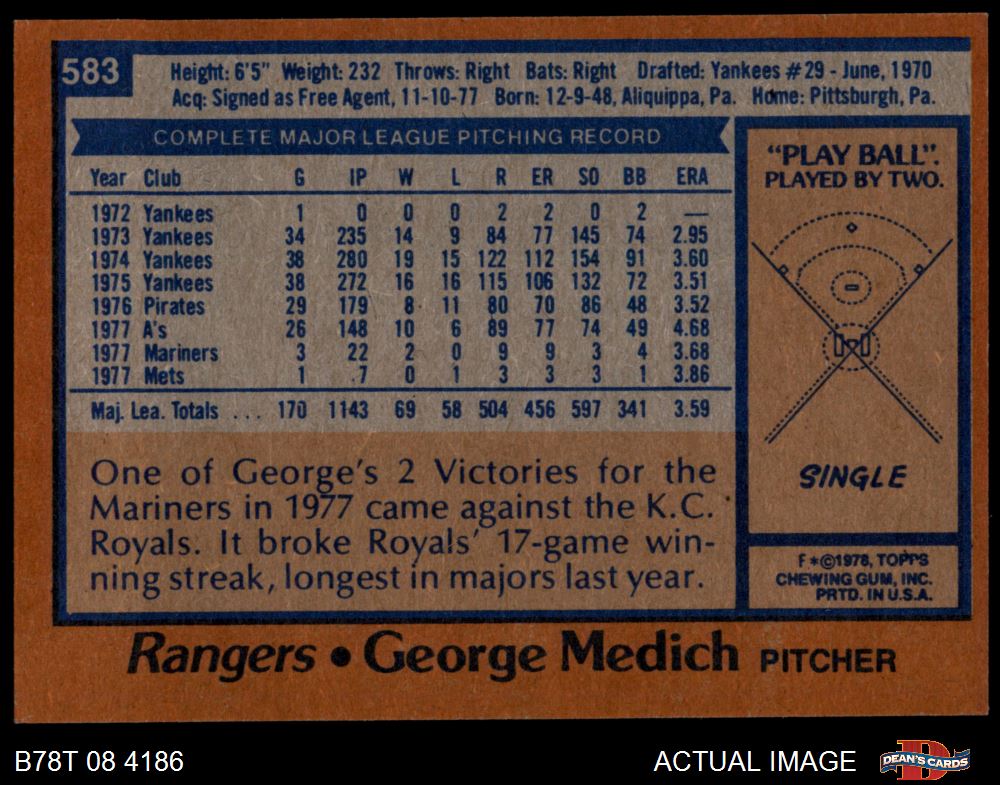 583
Height: 6'5" Weight: 232 Throws: Right Bats: Right Drafted: Yankees #29 - June, 1970
Acq: Signed as Free Agent, 11-10-77 Born: 12-9-48, Aliquippa, Pa. Home: Pittsburgh, Pa.
COMPLETE MAJOR LEAGUE PITCHING RECORD
Year Club G IP W L R ER SO BB ERA
1972 Yankees 1 0 0 0 2 2 0 2 —
1973 Yankees 34 235 14 9 84 77 145 74 2.95
1974 Yankees 38 280 19 15 122 112 154 91 3.60
1975 Yankees 38 272 16 16 115 106 132 72 3.51
1976 Pirates 29 179 8 11 80 70 86 48 3.52
1977 A's 26 148 10 6 89 77 74 49 4.68
1977 Mariners 3 22 2 0 9 9 3 4 3.68
1977 Mets 1 7 0 1 3 3 3 1 3.86
Maj. Lea. Totals ... 170 1143 69 58 504 456 597 341 3.59
One of George's 2 Victories for the
Mariners in 1977 came against the K.C.
Royals. It broke Royals' 17-game win-
ning streak, longest in majors last year.
"PLAY BALL".
PLAYED BY TWO.
SINGLE
F*©1978, TOPPS
CHEWING GUM, INC.
PRTD. IN U.S.A.
Rangers • George Medich PITCHER
B78T 08 4186
ACTUAL IMAGE
D
DEAN'S CARDS